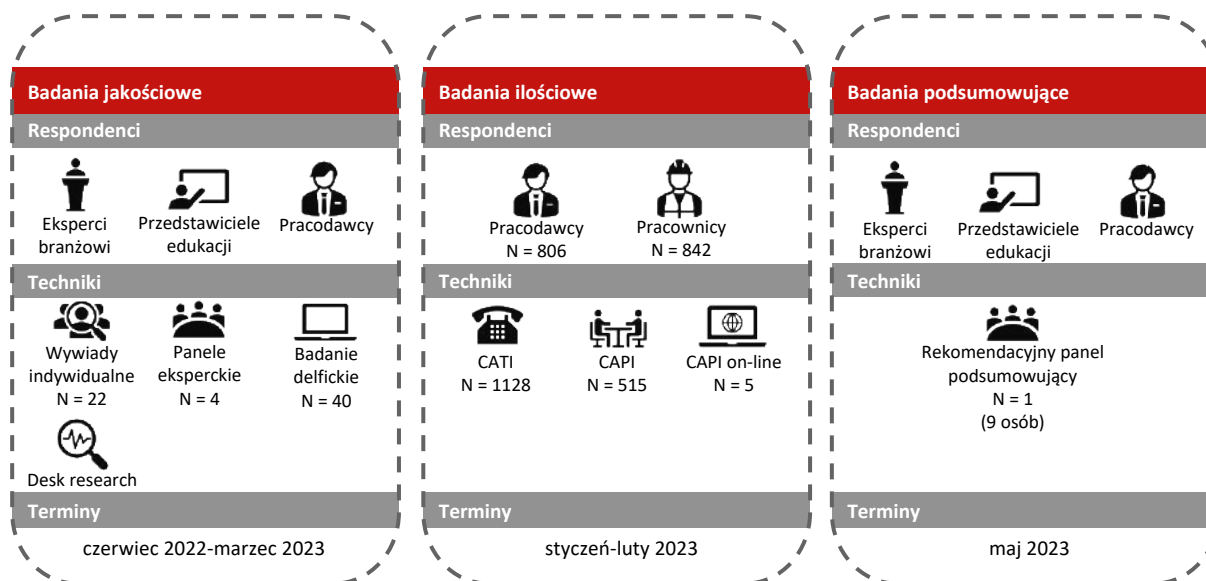 Badania jakościowe
Respondenci
Eksperci
branżowi
Przedstawiciele
edukacji
Pracodawcy
Techniki
Wywiady
indywidualne
N = 22
Panele
eksperckie
N = 4
Badanie
delfickie
N = 40
Desk research
Terminy
czerwiec 2022-marzec 2023
Badania ilościowe
Respondenci
Pracodawcy
N = 806
Pracownicy
N = 842
Techniki
CATI
N = 1128
CAPI
N = 515
CAPI on-line
N = 5
Terminy
styczeń-luty 2023
Badania podsumowujące
Respondenci
Eksperci
branżowi
Przedstawiciele
edukacji
Pracodawcy
Techniki
Rekomendacyjny panel
podsumowujący
N = 1
(9 osób)
Terminy
maj 2023